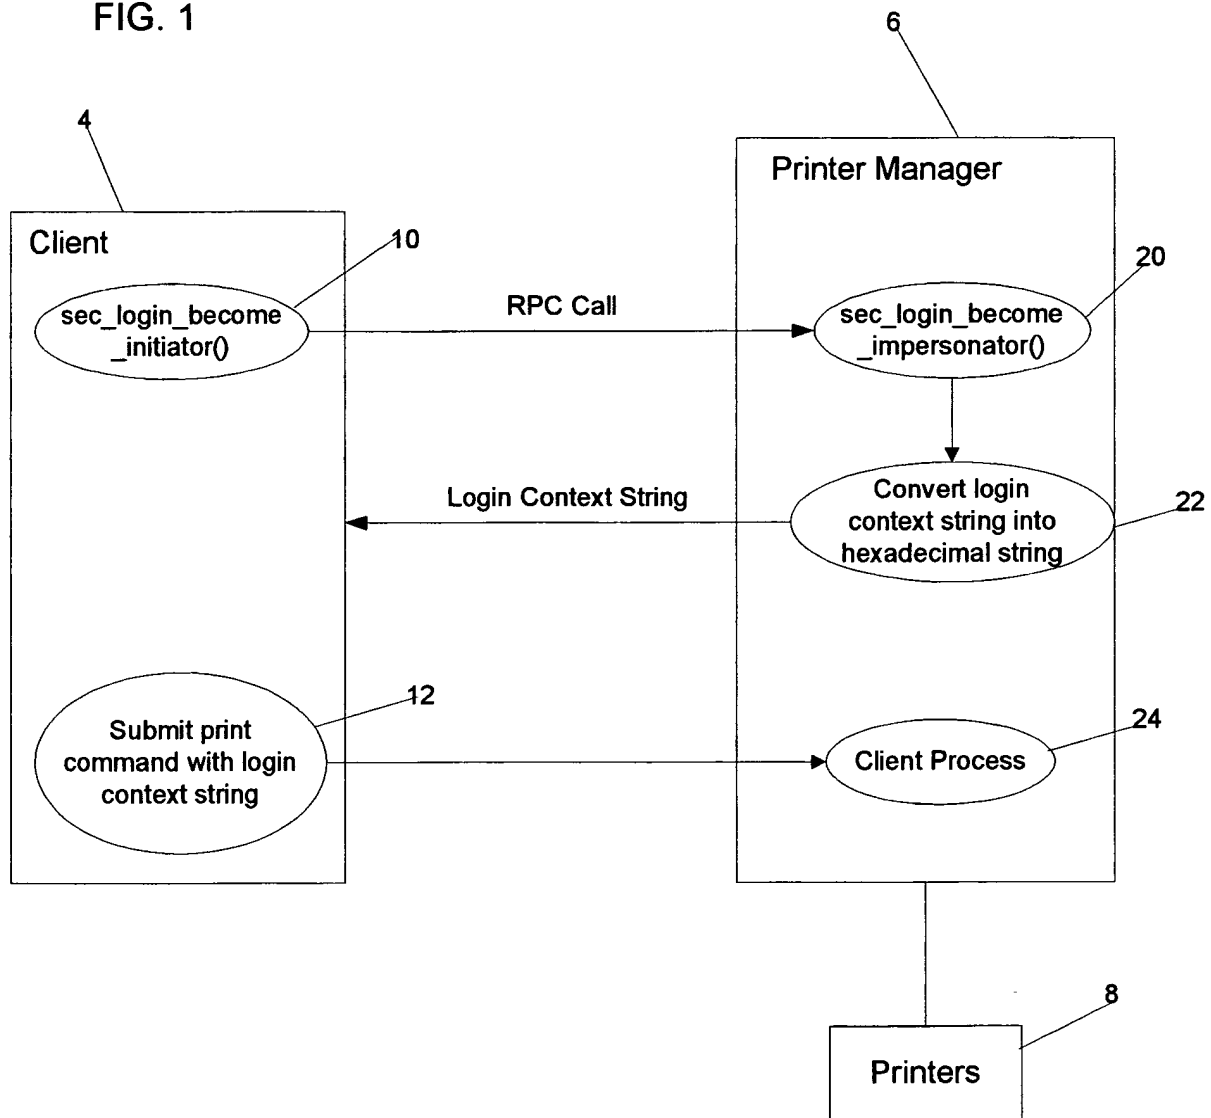 FIG. 1
6
4
Printer Manager
Client
10
20
sec_login_become
_initiator()
RPC Call
sec_login_become
_impersonator()
Login Context String
Convert login
context string into
hexadecimal string
22
12
Submit print
command with login
context string
24
Client Process
8
Printers